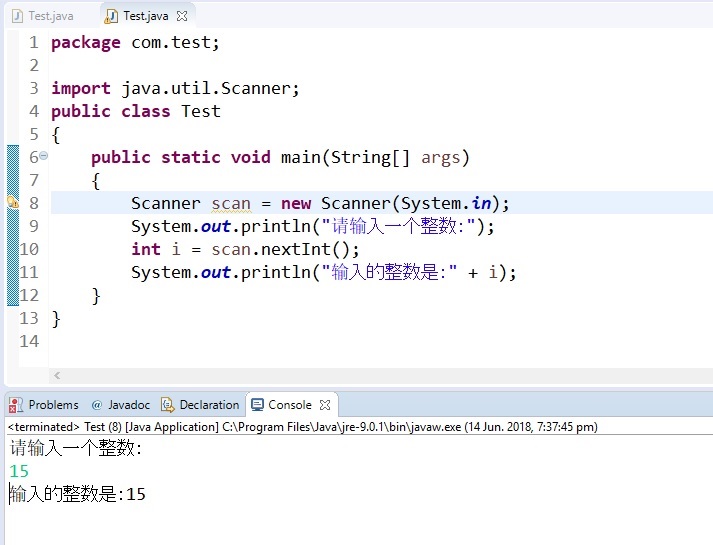 Test.java Test.java
1 package com.test;
2
3 import java.util.Scanner;
4 public class Test
5 {
6 public static void main(String[] args)
7 {
8 Scanner scan = new Scanner(System.in);
9 System.out.println("请输入一个整数:");
10 int i = scan.nextInt();
11 System.out.println("输入的整数是:" + i);
12 }
13 }
14
Problems @ Javadoc Declaration Console
<terminated> Test (8) [Java Application] C:\Program Files\Java\jre-9.0.1\bin\javaw.exe (14 Jun. 2018, 7:37:45 pm)
请输入一个整数:
15
输入的整数是:15